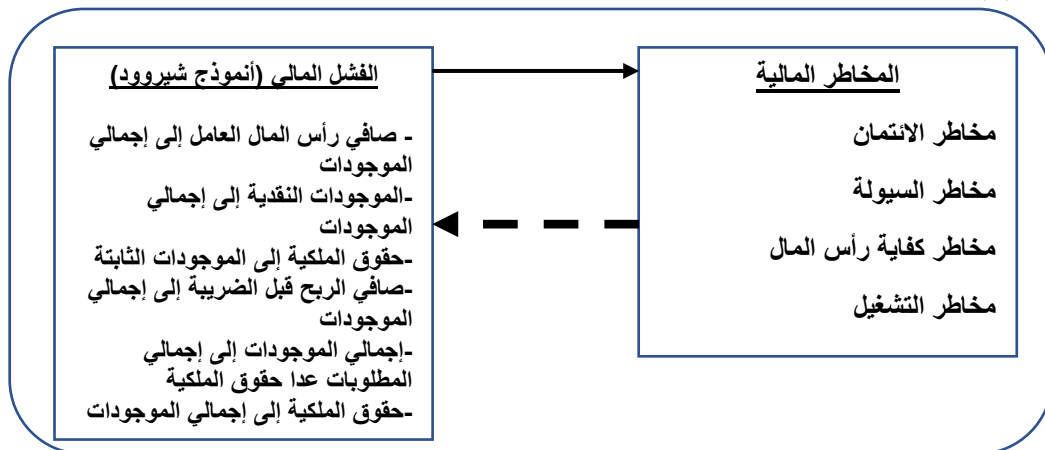 المخاطر المالية
مخاطر الائتمان
مخاطر السيولة
مخاطر كفاية رأس المال
مخاطر التشغيل
الفشل المالي (أنموذج شيروود)
- صافي رأس المال العامل إلى إجمالي
الموجودات
-الموجودات النقدية إلى إجمالي
الموجودات
-حقوق الملكية إلى الموجودات الثابتة
-صافي الربح قبل الضريبة إلى إجمالي
الموجودات
-إجمالي الموجودات إلى إجمالي
المطلوبات عدا حقوق الملكية
-حقوق الملكية إلى إجمالي الموجودات